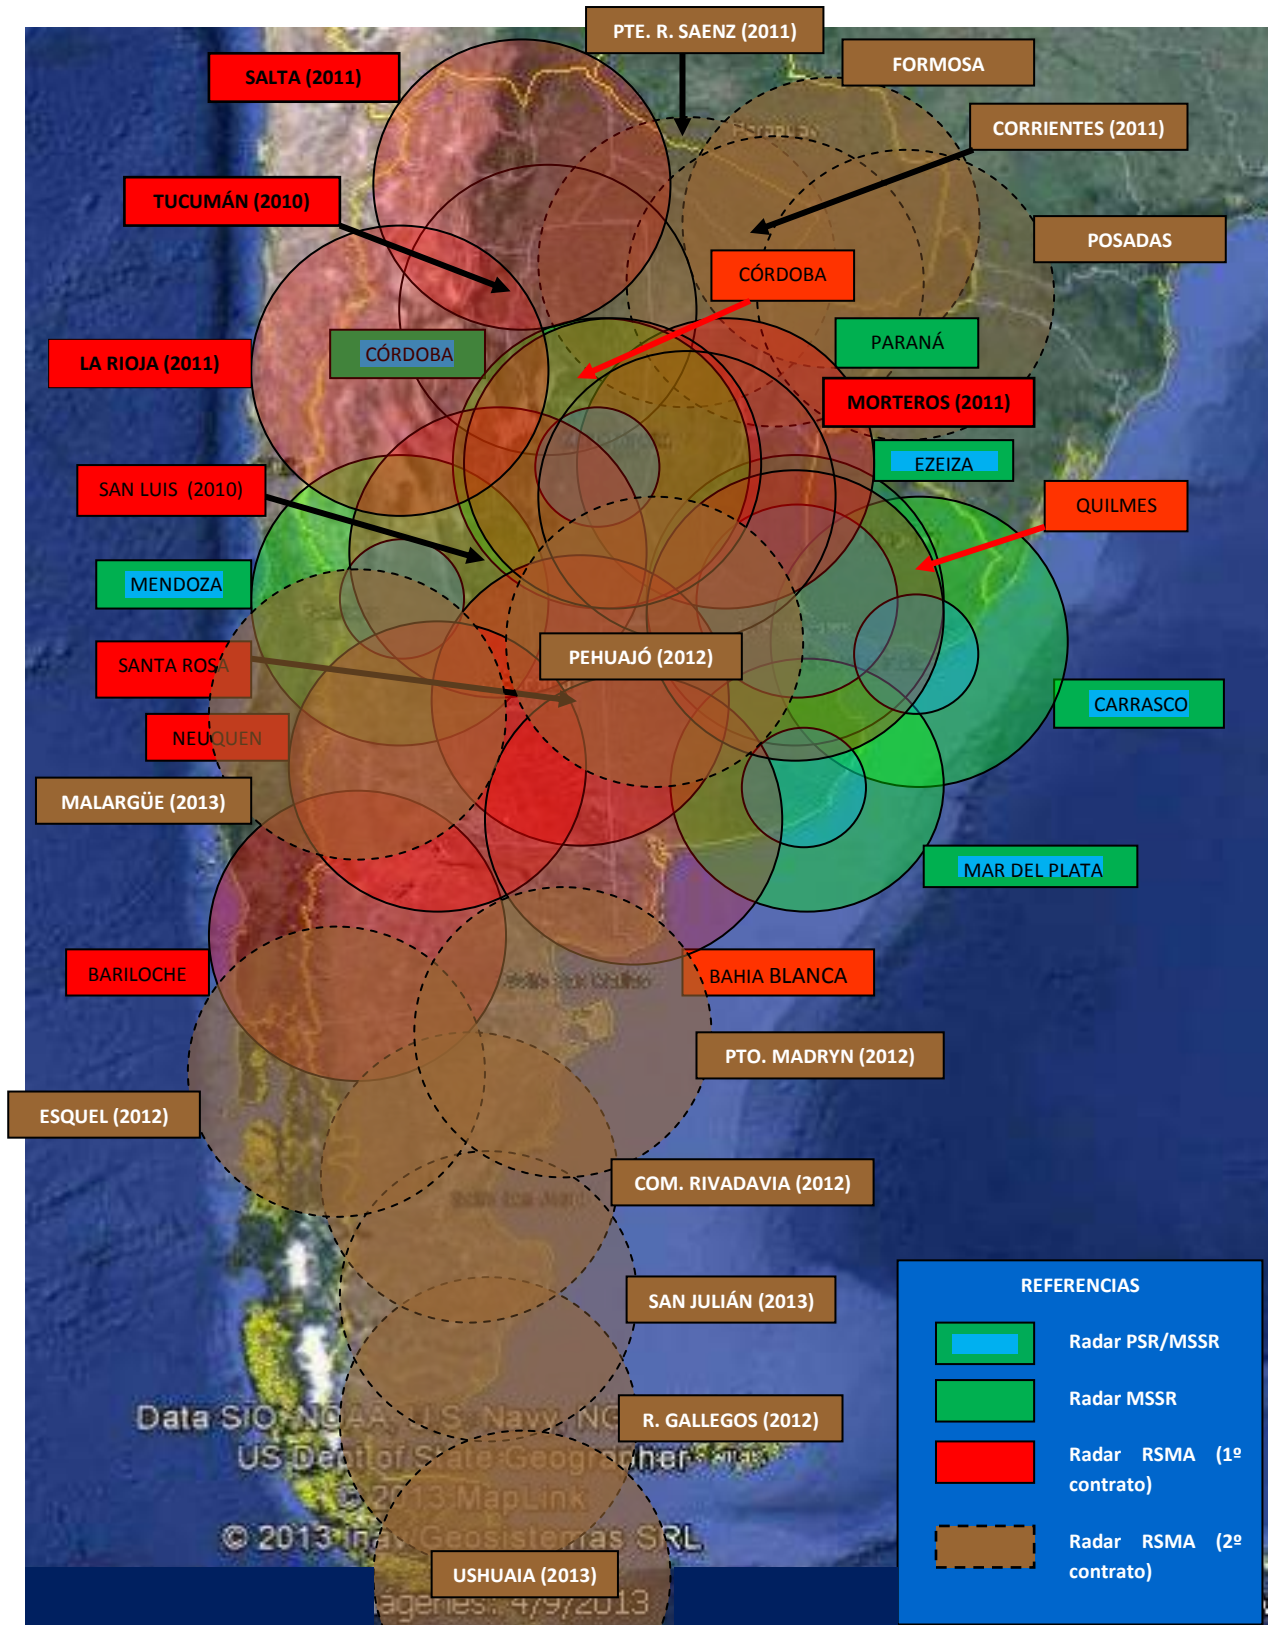 PTE. R. SAENZ (2011)
FORMOSA
SALTA (2011)
CORRIENTES (2011)
TUCUMÁN (2010)
POSADAS
CÓRDOBA
PARANÁ
CÓRDOBA
LA RIOJA (2011)
MORTEROS (2011)
EZEIZA
SAN LUIS (2010)
QUILMES
MENDOZA
PEHUAJÓ (2012)
SANTA ROSA
CARRASCO
NEUQUEN
MALARGÜE (2013)
MAR DEL PLATA
BARILOCHE
BAHIA BLANCA
PTO. MADRYN (2012)
ESQUEL (2012)
COM. RIVADAVIA (2012)
SAN JULIÁN (2013)
R. GALLEGOS (2012)
USHUAIA (2013)
REFERENCIAS
Radar PSR/MSSR
Radar MSSR
Radar RSMA (1º
contrato)
Radar RSMA (2º
contrato)
Data SIO, NOAA, U.S. Navy, NG
US Dept of State Geographer
© 2013 MapLink
© 2013 Inav/Geosistemas SRL
ágenes: 4/9/2013